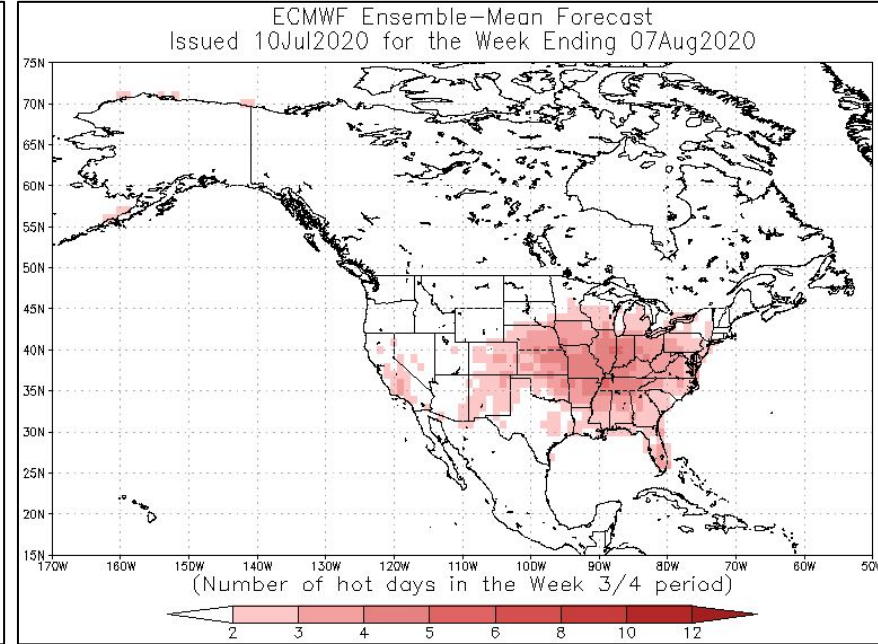 ECMWF Ensemble-Mean Forecast
Issued 10Jul2020 for the Week Ending 07Aug2020
75N
70N
65N
60N
55N
50N
45N
40N
35N
30N
25N
20N
15N
170W 160W 150W 140W 130W 120W 110W 100W 90W 80W 70W 60W 50W
(Number of hot days in the Week 3/4 period)
2 3 4 5 6 8 10 12